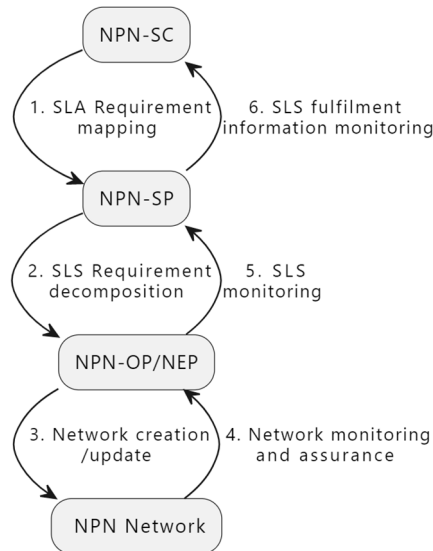 NPN-SC
1. SLA Requirement
mapping
6. SLS fulfilment
information monitoring
NPN-SP
2. SLS Requirement
decomposition
5. SLS
monitoring
NPN-OP/NEP
3. Network creation
/update
4. Network monitoring
and assurance
NPN Network